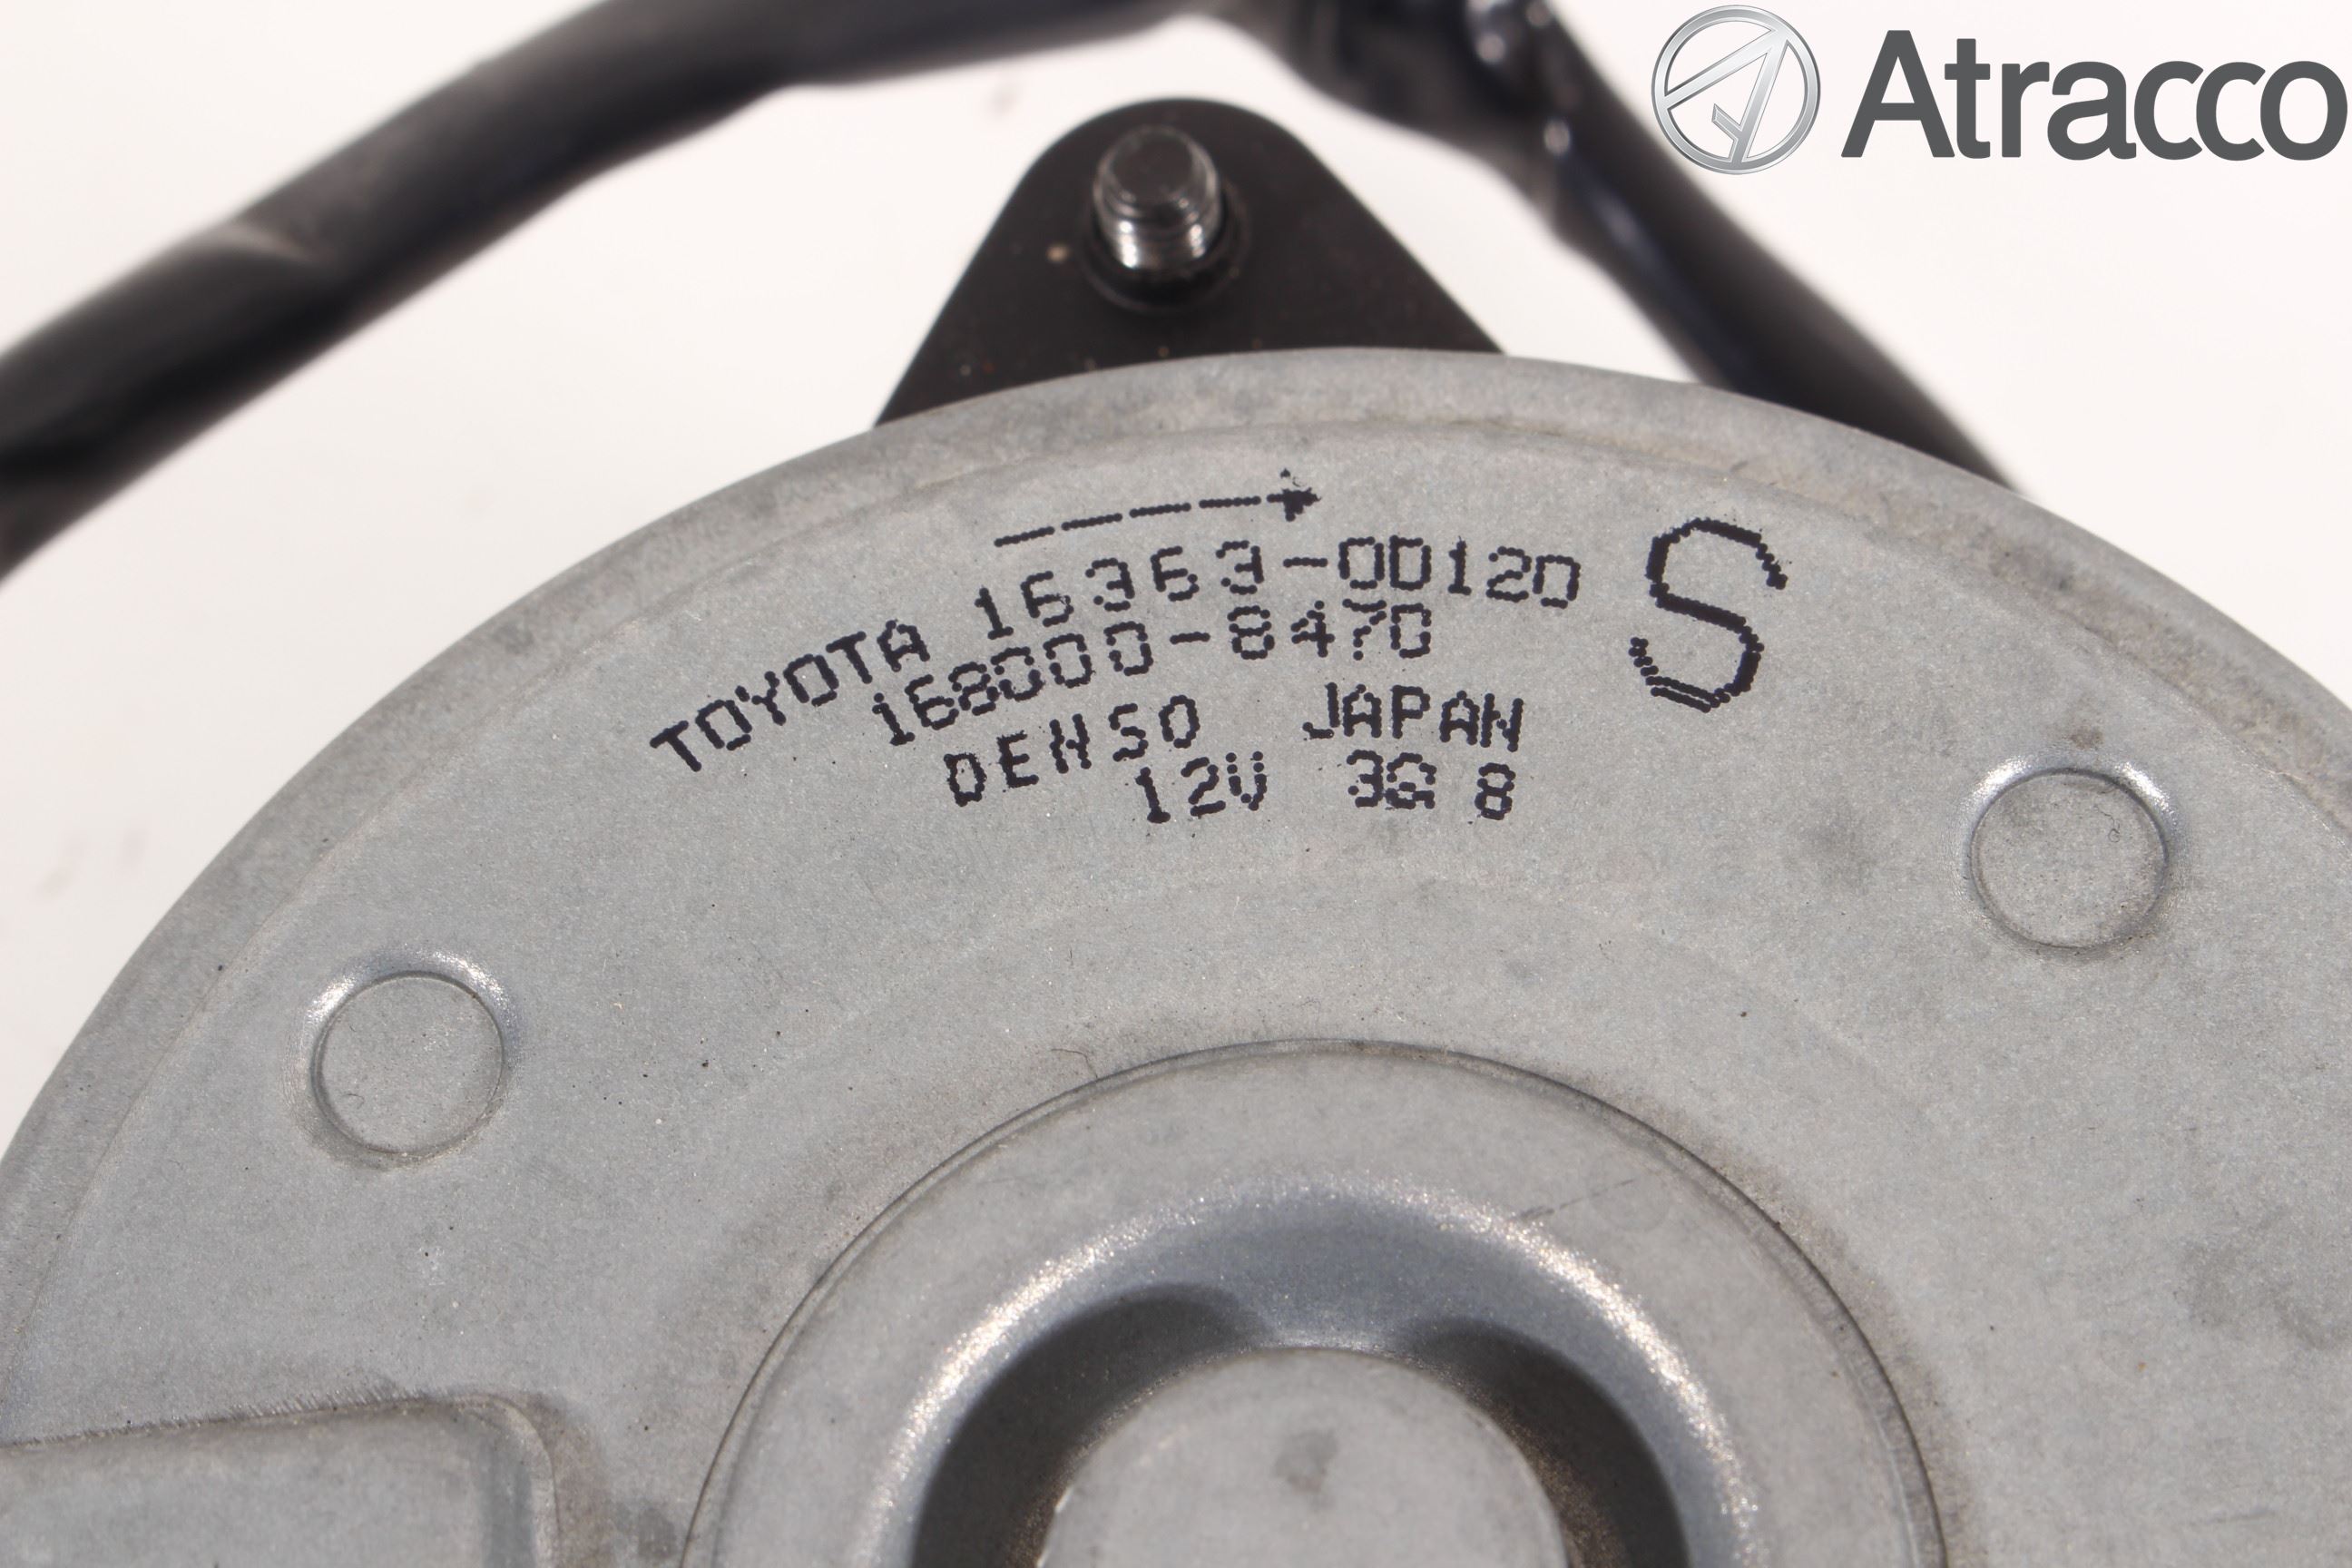 Atracco
TOYOTA 16363-0D120 S
168000-8470
DENSO JAPAN
12V 3G 8